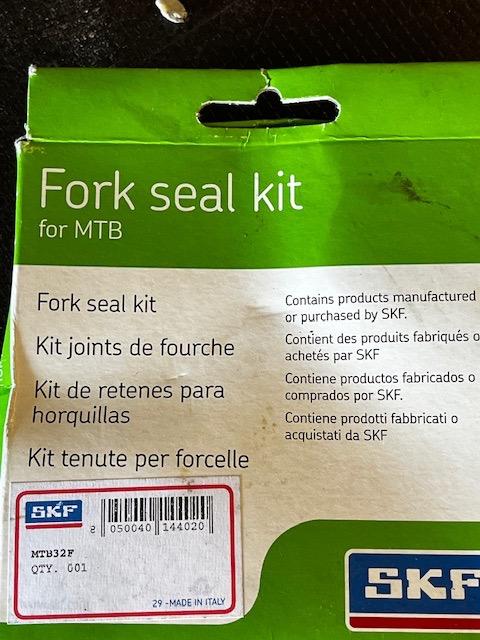 Fork seal kit
for MTB
Fork seal kit
Kit joints de fourche
Kit de retenes para
horquillas
Kit tenute per forcelle
Contains products manufactured
or purchased by SKF.
Contient des produits fabriqués o
achetés par SKF
Contiene productos fabricados o
comprados por SKF.
Contiene prodotti fabbricati o
acquistati da SKF
SKF
8 050040 144020
MTB32F
QTY. 001
29 -MADE IN ITALY
SKF